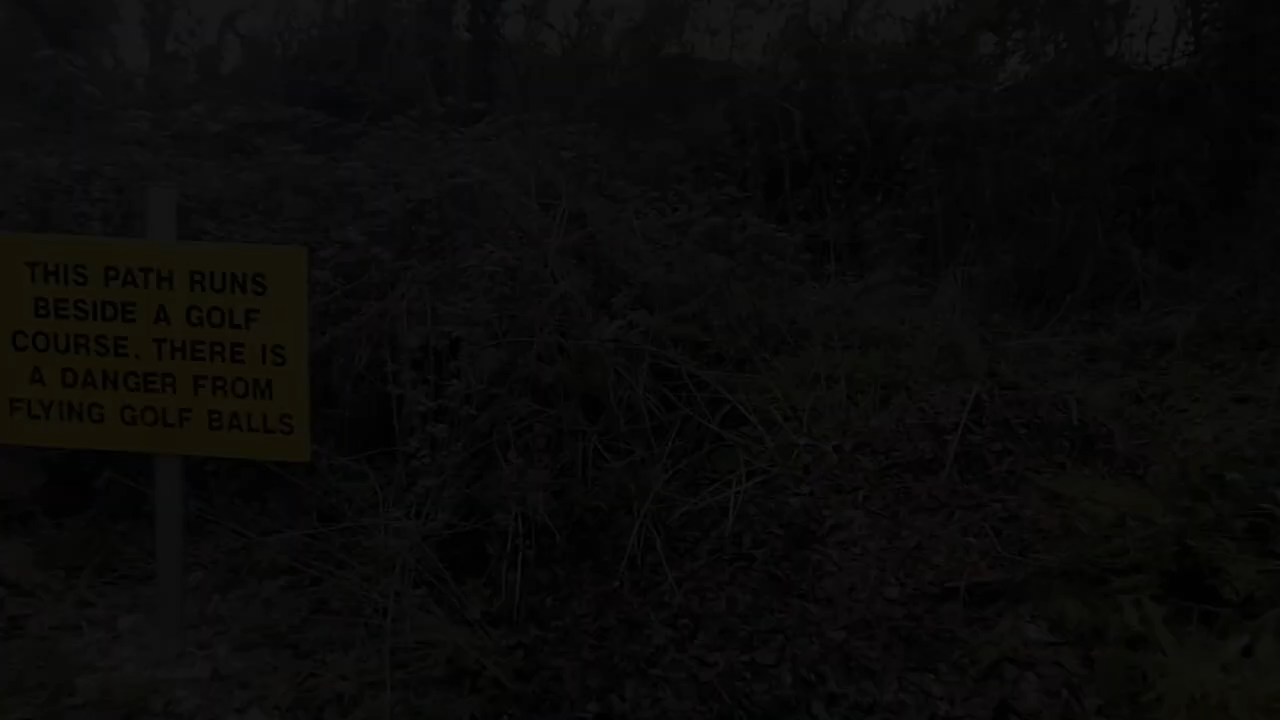 THIS PATH RUNS
BESIDE A GOLF
COURSE. THERE IS
A DANGER FROM
FLYING GOLF BALLS